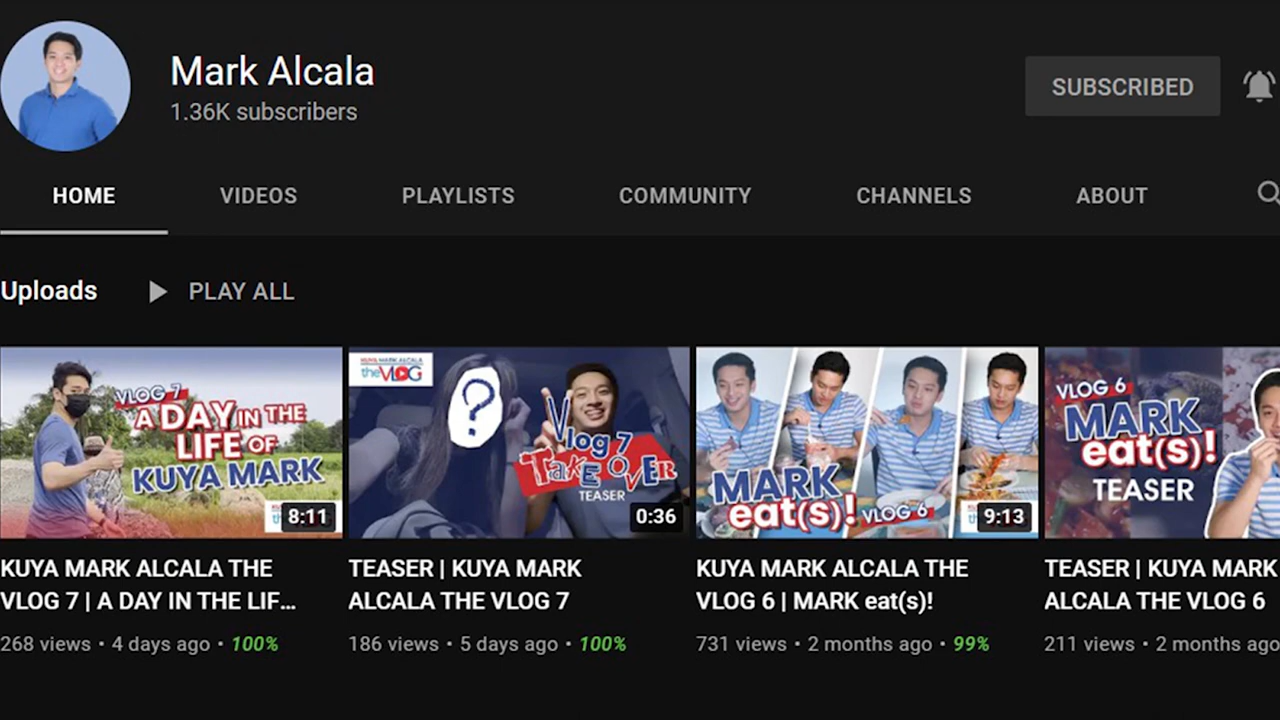 Mark Alcala
1.36K subscribers
SUBSCRIBED
HOME VIDEOS PLAYLISTS COMMUNITY CHANNELS ABOUT
Uploads PLAY ALL
VLOG 7
A DAY IN THE
LIFE OF
KUYA MARK
8:11
KUYA MARK ALCALA
the VLOG
?
Vlog 7
TAKE OVER
TEASER
0:36
MARK
eat(s)!
VLOG 6
9:13
VLOG 6
MARK
eat(s)!
TEASER
KUYA MARK ALCALA THE
VLOG 7 | A DAY IN THE LIF...
268 views • 4 days ago • 100%
TEASER | KUYA MARK
ALCALA THE VLOG 7
186 views • 5 days ago • 100%
KUYA MARK ALCALA THE
VLOG 6 | MARK eat(s)!
731 views • 2 months ago • 99%
TEASER | KUYA MARK
ALCALA THE VLOG 6
211 views • 2 months ago